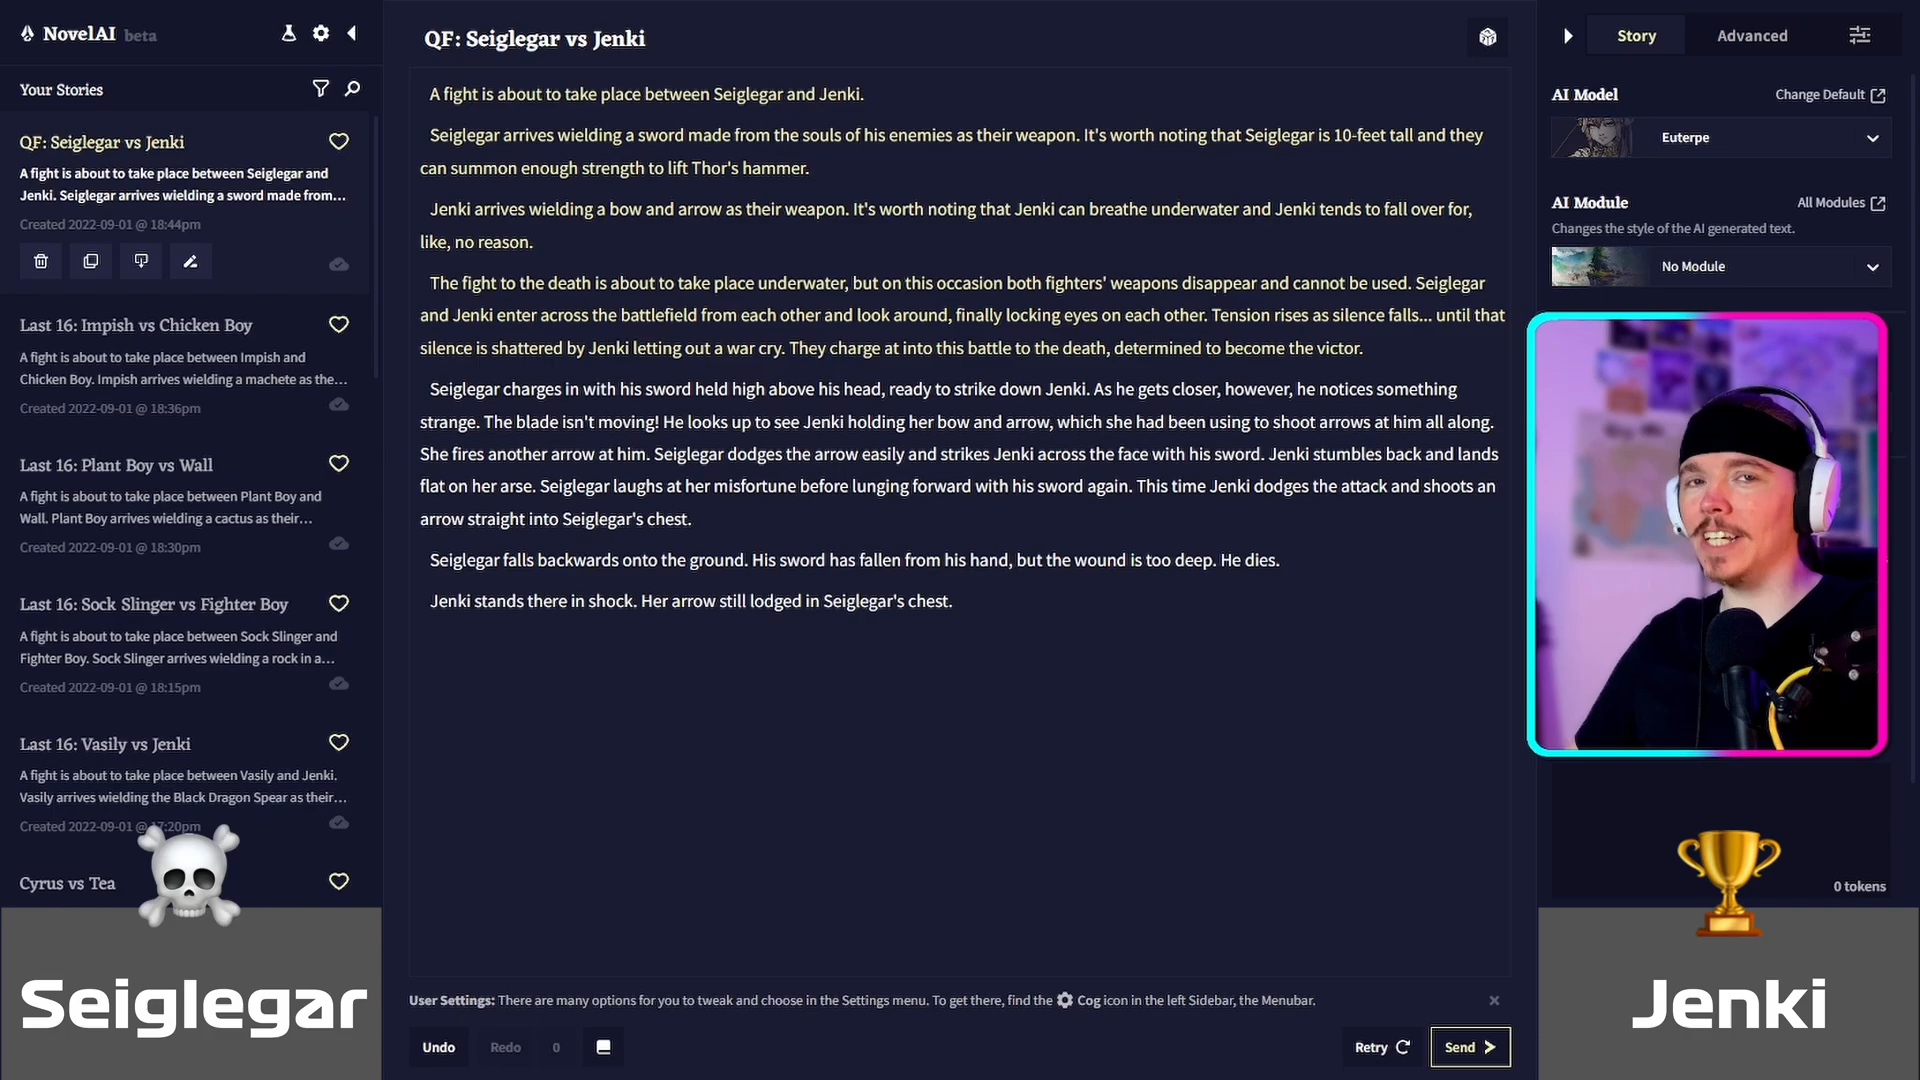 NovelAI beta
Your Stories
QF: Seiglegar vs Jenki
A fight is about to take place between Seiglegar and
Jenki. Seiglegar arrives wielding a sword made from...
Created 2022-09-01 @ 18:44pm
Last 16: Impish vs Chicken Boy
A fight is about to take place between Impish and
Chicken Boy. Impish arrives wielding a machete as the...
Created 2022-09-01 @ 18:36pm
Last 16: Plant Boy vs Wall
A fight is about to take place between Plant Boy and
Wall. Plant Boy arrives wielding a cactus as their...
Created 2022-09-01 @ 18:30pm
Last 16: Sock Slinger vs Fighter Boy
A fight is about to take place between Sock Slinger and
Fighter Boy. Sock Slinger arrives wielding a rock in a...
Created 2022-09-01 @ 18:15pm
Last 16: Vasily vs Jenki
A fight is about to take place between Vasily and Jenki.
Vasily arrives wielding the Black Dragon Spear as their...
Created 2022-09-01 @ 17:20pm
Cyrus vs Tea
Seiglegar
QF: Seiglegar vs Jenki
A fight is about to take place between Seiglegar and Jenki.
Seiglegar arrives wielding a sword made from the souls of his enemies as their weapon. It's worth noting that Seiglegar is 10-feet tall and they
can summon enough strength to lift Thor's hammer.
Jenki arrives wielding a bow and arrow as their weapon. It's worth noting that Jenki can breathe underwater and Jenki tends to fall over for,
like, no reason.
The fight to the death is about to take place underwater, but on this occasion both fighters' weapons disappear and cannot be used. Seiglegar
and Jenki enter across the battlefield from each other and look around, finally locking eyes on each other. Tension rises as silence falls... until that
silence is shattered by Jenki letting out a war cry. They charge at into this battle to the death, determined to become the victor.
Seiglegar charges in with his sword held high above his head, ready to strike down Jenki. As he gets closer, however, he notices something
strange. The blade isn't moving! He looks up to see Jenki holding her bow and arrow, which she had been using to shoot arrows at him all along.
She fires another arrow at him. Seiglegar dodges the arrow easily and strikes Jenki across the face with his sword. Jenki stumbles back and lands
flat on her arse. Seiglegar laughs at her misfortune before lunging forward with his sword again. This time Jenki dodges the attack and shoots an
arrow straight into Seiglegar's chest.
Seiglegar falls backwards onto the ground. His sword has fallen from his hand, but the wound is too deep. He dies.
Jenki stands there in shock. Her arrow still lodged in Seiglegar's chest.
User Settings: There are many options for you to tweak and choose in the Settings menu. To get there, find the Cog icon in the left Sidebar, the Menubar.
Undo Redo 0
Retry Send
Story Advanced
AI Model Change Default
Euterpe
AI Module All Modules
Changes the style of the AI generated text.
No Module
0 tokens
Jenki